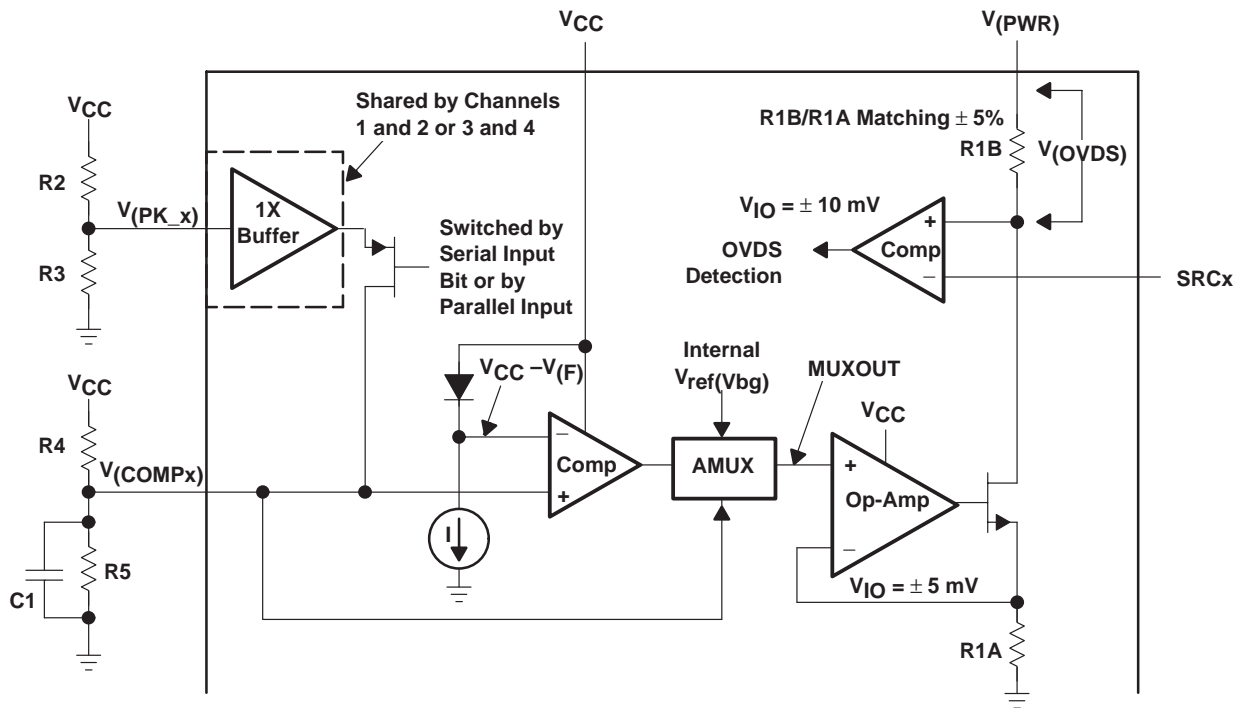 VCC
V(PWR)
Shared by Channels
1 and 2 or 3 and 4
VCC
R1B/R1A Matching ± 5%
R1B
V(OVDS)
R2
V(PK_x)
1X
Buffer
VIO = ± 10 mV
+
Comp
–
OVDS
Detection
SRCx
R3
Switched by
Serial Input
Bit or by
Parallel Input
VCC
VCC –V(F)
Internal
Vref(Vbg)
MUXOUT
VCC
R4
V(COMPx)
–
Comp
+
AMUX
+
Op-Amp
–
I
R5
C1
VIO = ± 5 mV
R1A